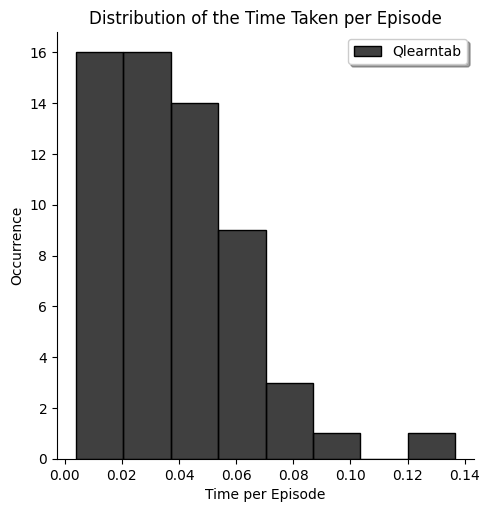 Distribution of the Time Taken per Episode
Qlearntab
Occurrence
16
14
12
10
8
6
4
2
0
0.00 0.02 0.04 0.06 0.08 0.10 0.12 0.14
Time per Episode